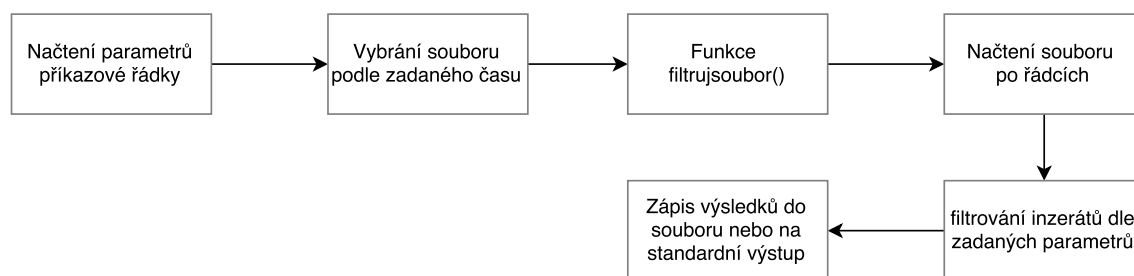 Načtení parametrů
příkazové řádky
Vybrání souboru
podle zadaného času
Funkce
filtrujsoubor()
Načtení souboru
po řádcích
filtrování inzerátů dle
zadaných parametrů
Zápis výsledků do
souboru nebo na
standardní výstup